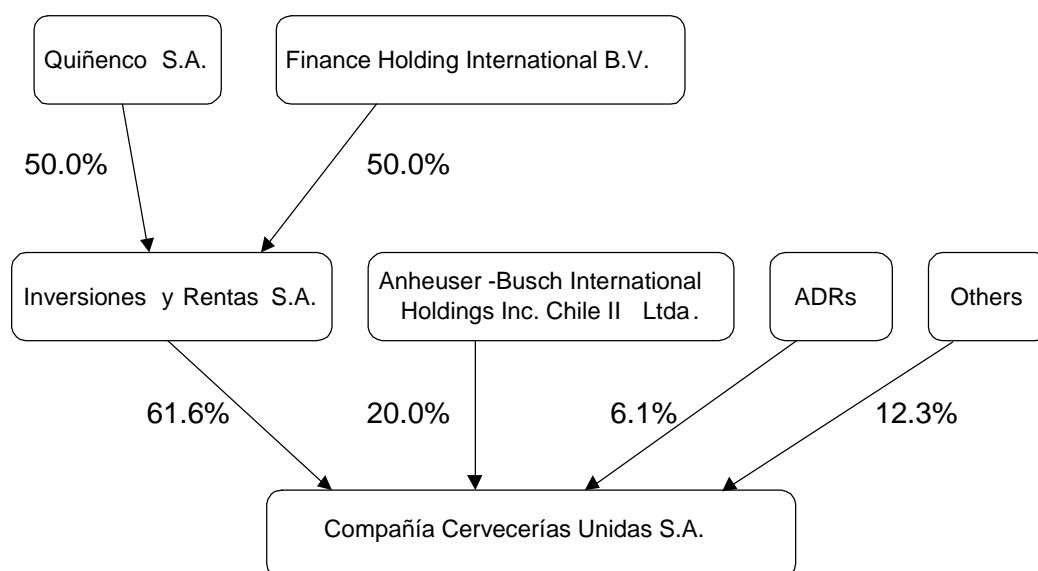 Quiñenco S.A.
Finance Holding International B.V.
50.0%
50.0%
Inversiones y Rentas S.A.
Anheuser -Busch International
Holdings Inc. Chile II Ltda.
ADRs
Others
61.6%
20.0%
6.1%
12.3%
Compañía Cervecerías Unidas S.A.